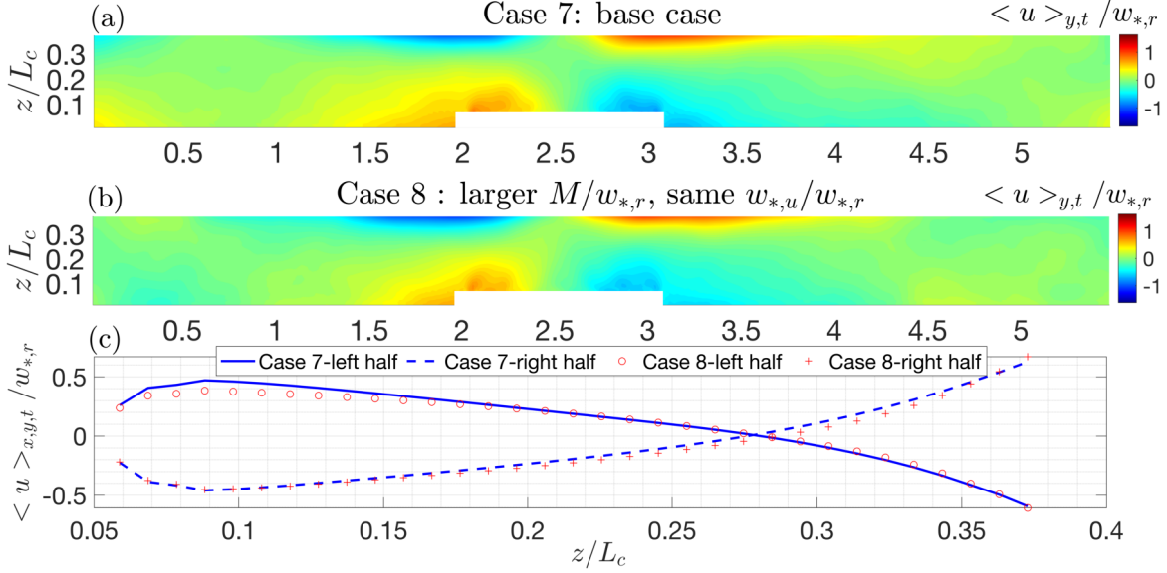 (a) Case 7: base case < u >y,t /w*,r
z/Lc
0.3
0.2
0.1
1
0
-1
0.5 1 1.5 2 2.5 3 3.5 4 4.5 5
(b) Case 8 : larger M/w*,r, same w*,u/w*,r < u >y,t /w*,r
z/Lc
0.3
0.2
0.1
1
0
-1
0.5 1 1.5 2 2.5 3 3.5 4 4.5 5
(c)
Case 7-left half Case 7-right half Case 8-left half Case 8-right half
< u >x,y,t /w*,r
0.5
0
-0.5
0.05 0.1 0.15 0.2 0.25 0.3 0.35 0.4
z/Lc